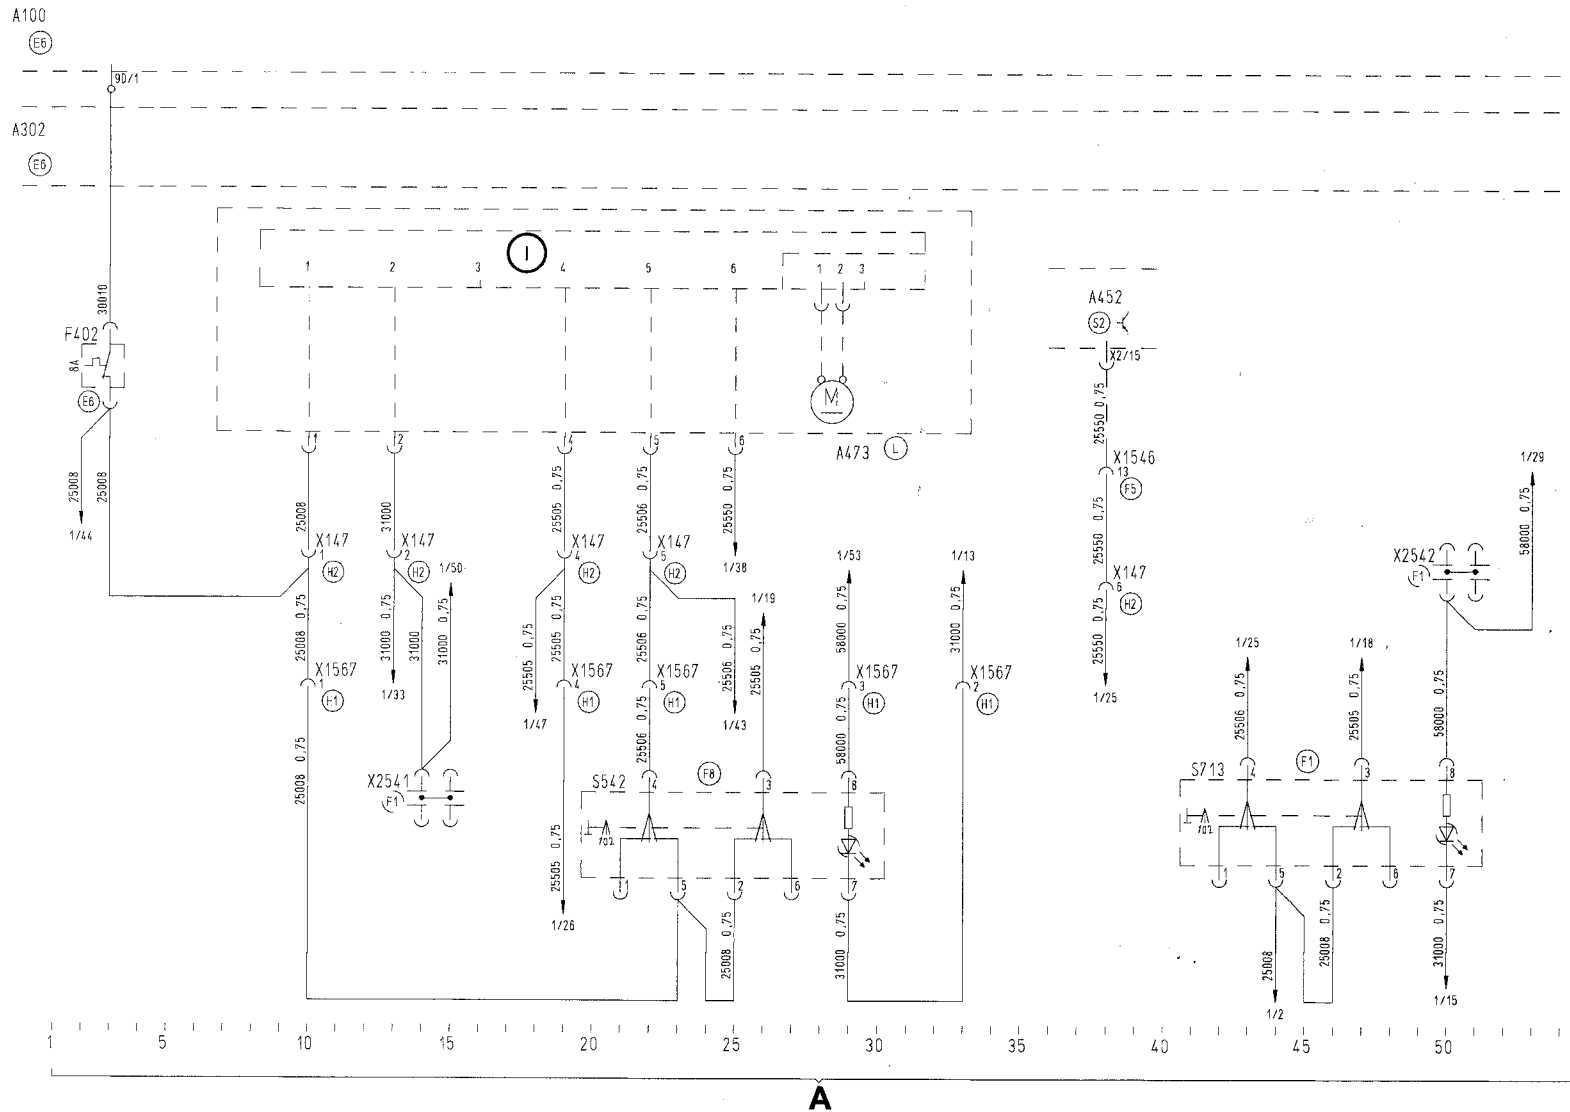 A100
E6
90/1
A302
E6
I
1 2 3 4 5 6 1 2 3
30010
F402
8A
E6
M
A473 L
A452
S2
X2/15
25550 0,75
X1546
13
F5
25550 0,75
X147
6
H2
25550 0,75
1/25
25008
25008
1/44
1 2 4 5 6
25008
31000
25505 0,75
25506 0,75
25550 0,75
1/38
X147
1
H2
X147
2
H2
X147
4
H2
X147
5
H2
1/50
1/19
1/53
1/13
25008 0,75
31000 0,75
31000
31000 0,75
25505 0,75
25505 0,75
25506 0,75
25506 0,75
25505 0,75
58000 0,75
31000 0,75
X1567
1
H1
1/33
X1567
4
H1
1/47
X1567
5
H1
1/43
X1567
3
H1
X1567
2
H1
25008 0,75
25506 0,75
58000 0,75
X2541
F1
25505 0,75
1/26
S542
F8
4 3 8
102
1 5 2 6 7
25008 0,75
31000 0,75
X2542
F1
1/29
58000 0,75
1/25
1/18
25506 0,75
25505 0,75
58000 0,75
S713
F1
4 3 8
102
1 5 2 6 7
25008
25008 0,75
31000 0,75
1/2
1/15
1 5 10 15 20 25 30 35 40 45 50
A